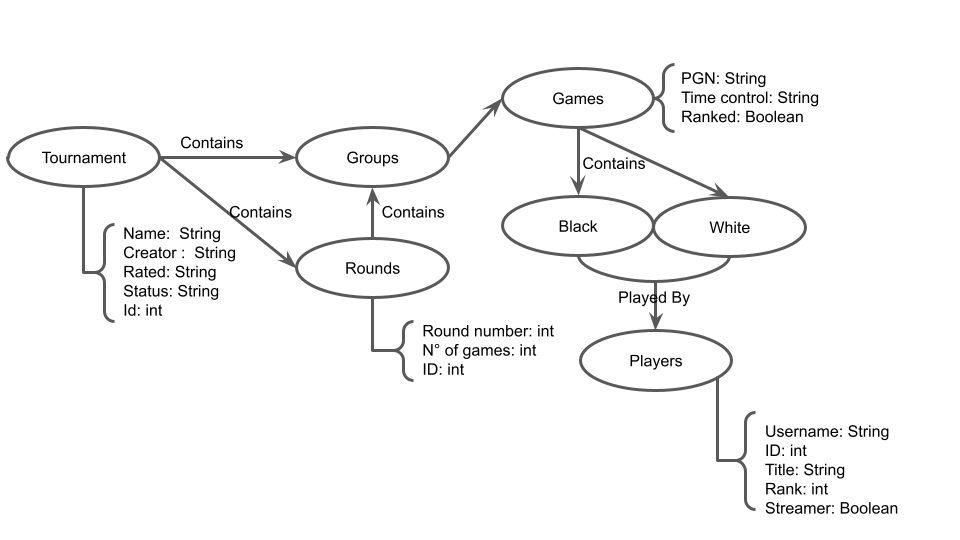 Games
PGN: String
Time control: String
Ranked: Boolean
Contains
Tournament
Groups
Contains
Contains
Contains
Black
White
Name:  String
Creator :  String
Rated: String
Status: String
Id: int
Rounds
Played By
Round number: int
N° of games: int
ID: int
Players
Username: String
ID: int
Title: String
Rank: int
Streamer: Boolean